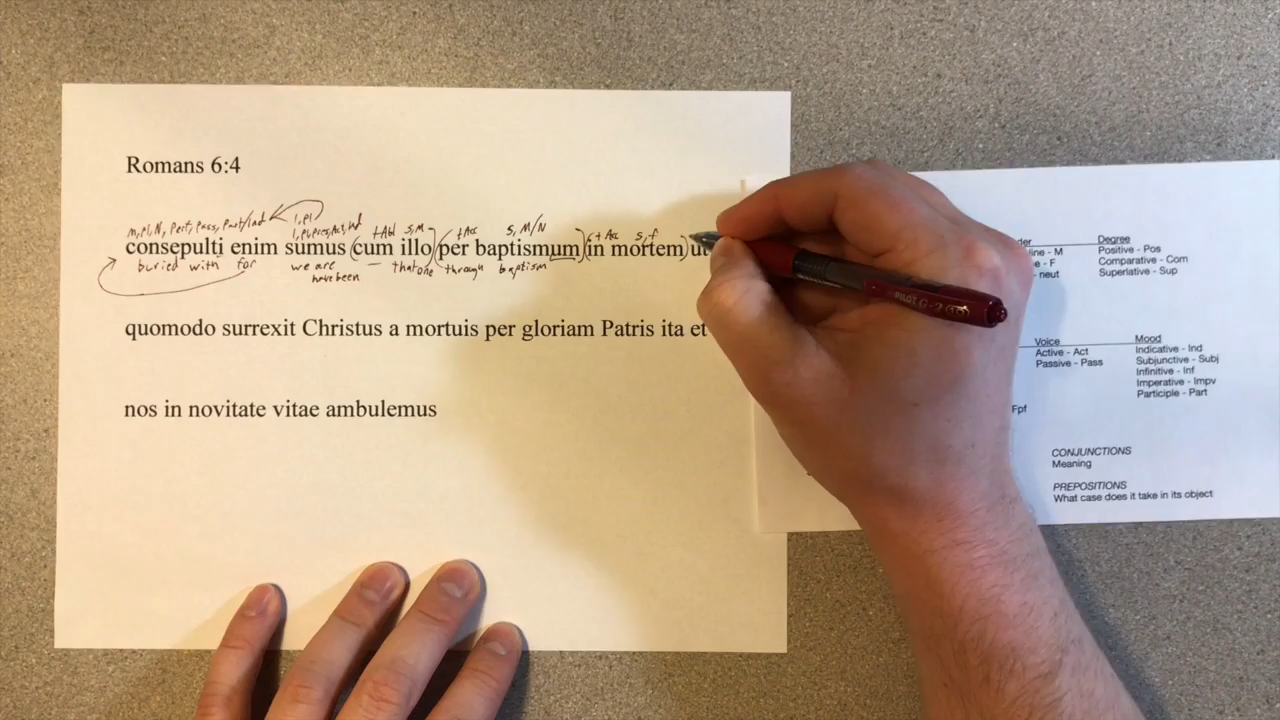 Romans 6:4
m, pl, N, Perf, Pass, Part/Ind 1, pl
1, pl, Pres, Act, Ind +Abl S, M +Acc S, M/N +Acc S, f
consepulti enim sumus (cum illo) (per baptismum) (in mortem) ut
buried with for we are — that one through baptism
have been
quomodo surrexit Christus a mortuis per gloriam Patris ita et
nos in novitate vitae ambulemus
Degree
Positive - Pos
Comparative - Com
- F
Superlative - Sup
- neut
Voice Mood
Active - Act Indicative - Ind
Passive - Pass Subjunctive - Subj
Infinitive - Inf
Imperative - Impv
Participle - Part
Fpf
CONJUNCTIONS
Meaning
PREPOSITIONS
What case does it take in its object
PILOT G-2